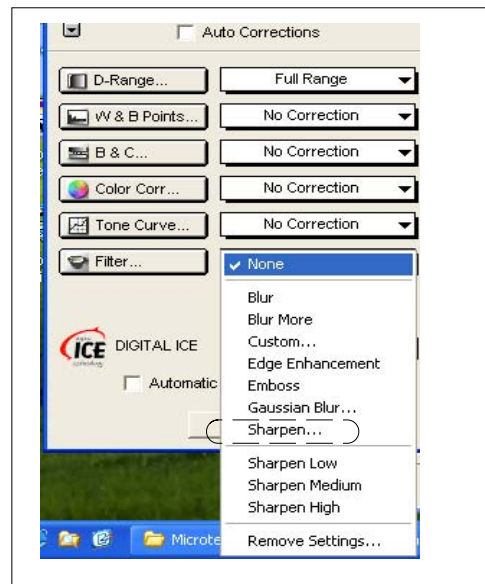 Auto Corrections
D-Range... Full Range
W & B Points... No Correction
B & C... No Correction
Color Corr... No Correction
Tone Curve... No Correction
Filter... None
Blur
Blur More
Custom...
Edge Enhancement
ICE DIGITAL ICE
Emboss
Automatic
Gaussian Blur...
Sharpen...
Sharpen Low
Sharpen Medium
Sharpen High
Microte
Remove Settings...